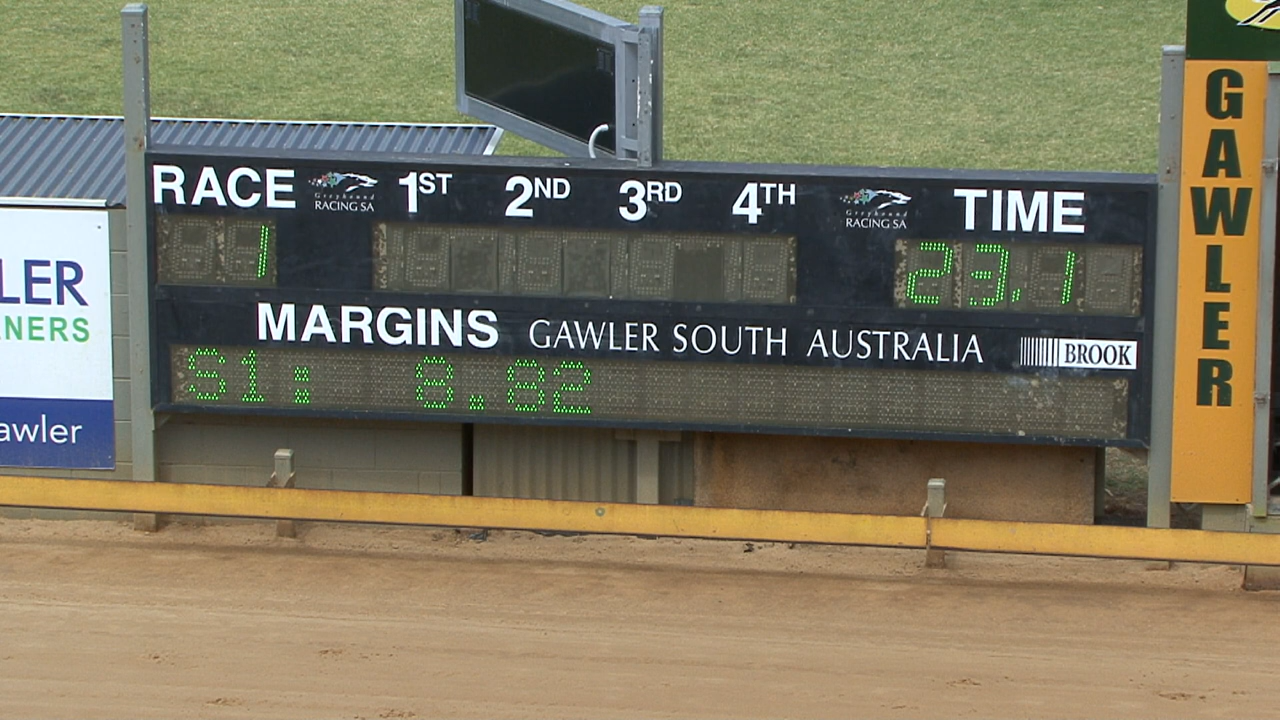 RACE Greyhound RACING SA 1ST 2ND 3RD 4TH Greyhound RACING SA TIME
1 23.1
MARGINS GAWLER SOUTH AUSTRALIA BROOK
S1: 8.82
LER
NERS
awler
GAWLER